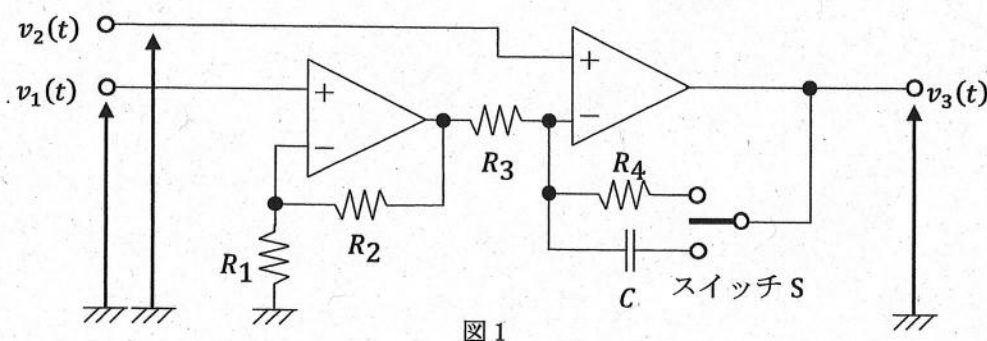 v₂(t)
v₁(t)
+
−
+
−
v₃(t)
R₃
R₄
R₂
R₁
C
スイッチ S
図 1